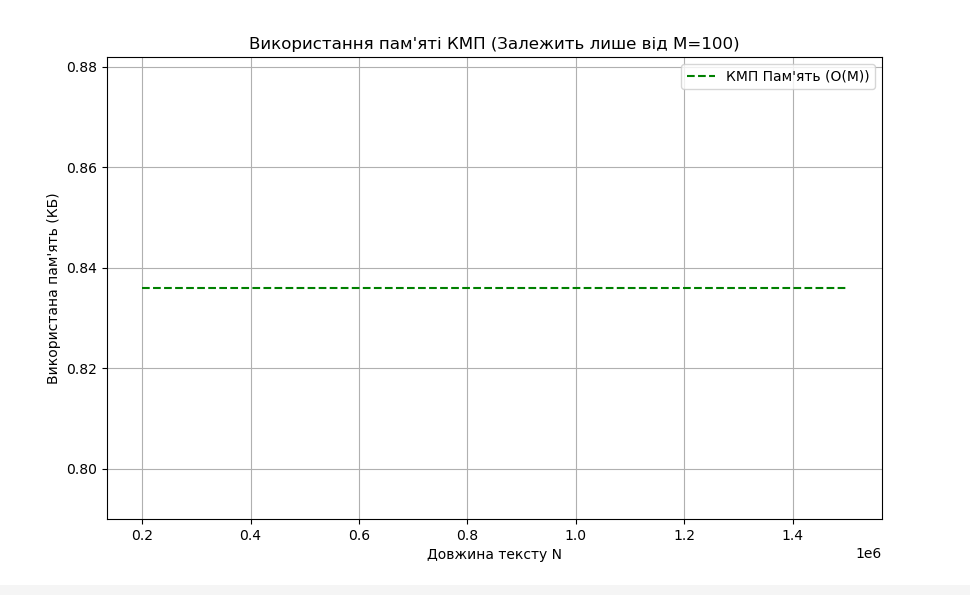 Використання пам'яті КМП (Залежить лише від M=100)
КМП Пам'ять (O(M))
0.88
0.86
0.84
0.82
0.80
Використана пам'ять (КБ)
0.2 0.4 0.6 0.8 1.0 1.2 1.4
1e6
Довжина тексту N